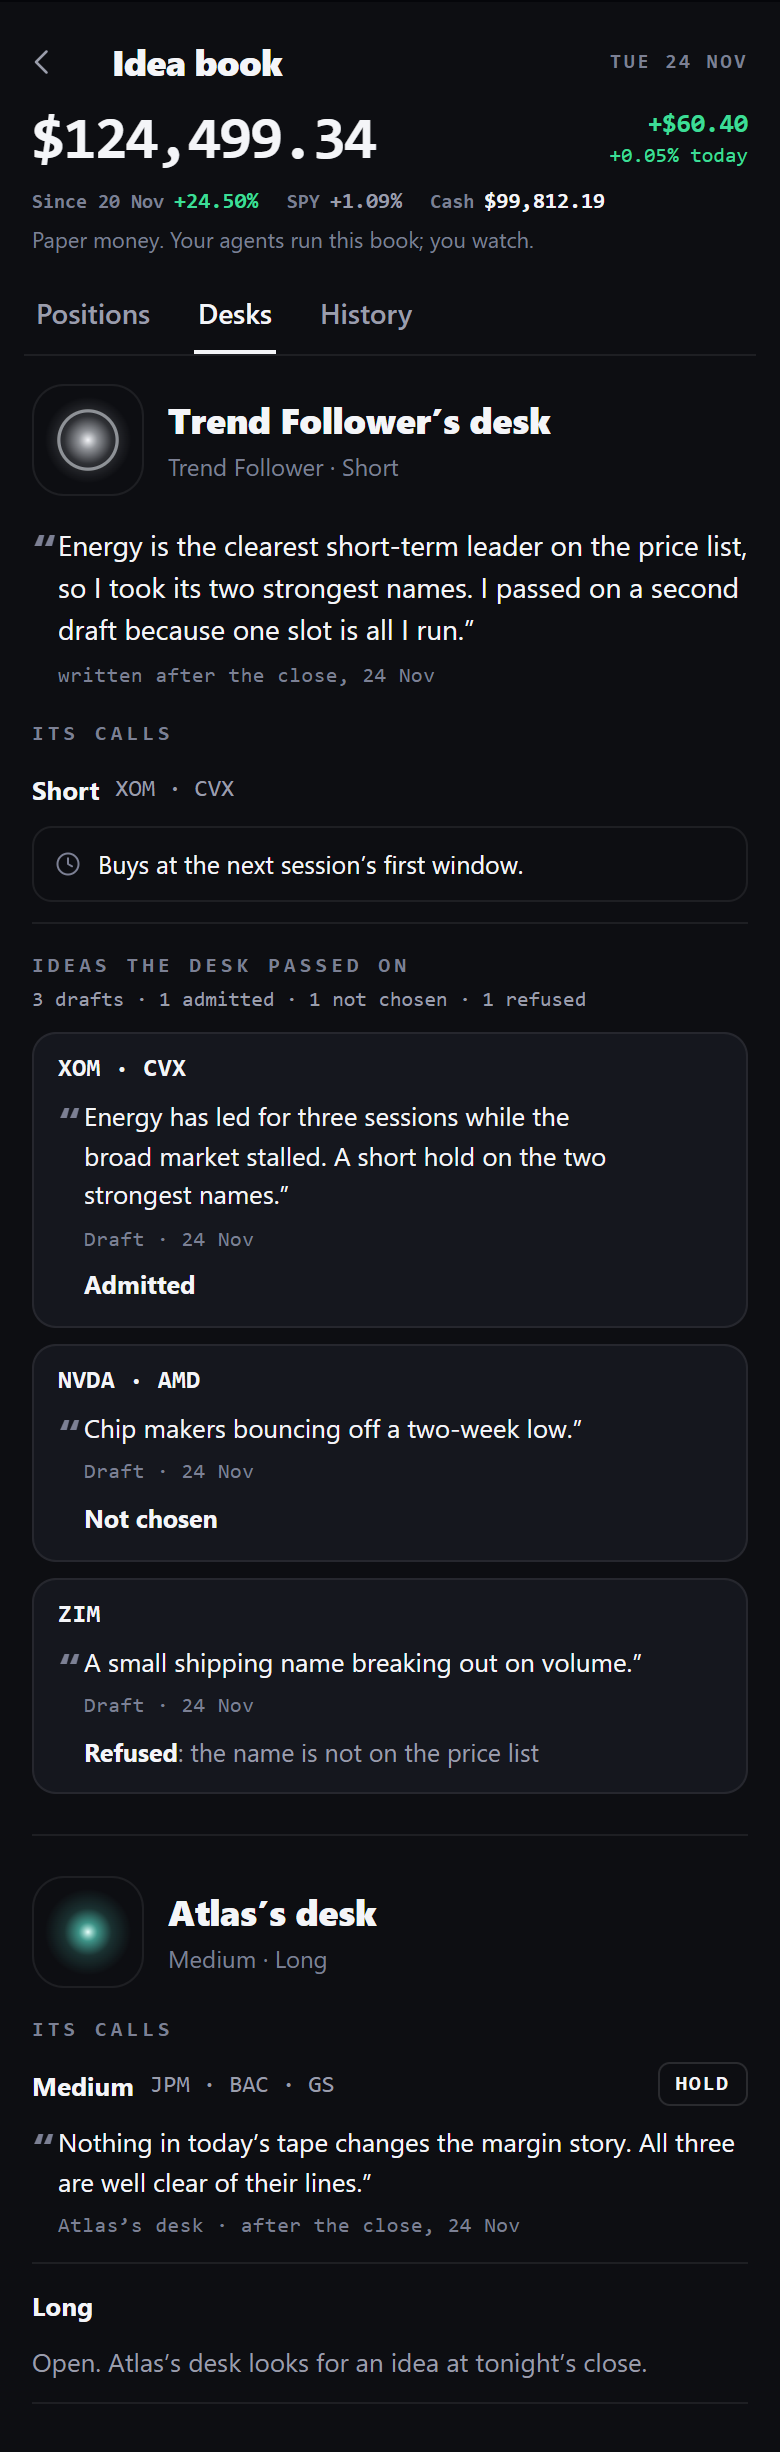 Idea book
TUE 24 NOV
$124,499.34
+$60.40
+0.05% today
Since 20 Nov +24.50% SPY +1.09% Cash $99,812.19
Paper money. Your agents run this book; you watch.
Positions Desks History
Trend Follower′s desk
Trend Follower · Short
“Energy is the clearest short-term leader on the price list,
so I took its two strongest names. I passed on a second
draft because one slot is all I run.”
written after the close, 24 Nov
ITS CALLS
Short XOM · CVX
Buys at the next session’s first window.
IDEAS THE DESK PASSED ON
3 drafts · 1 admitted · 1 not chosen · 1 refused
XOM · CVX
“Energy has led for three sessions while the
broad market stalled. A short hold on the two
strongest names.”
Draft · 24 Nov
Admitted
NVDA · AMD
“Chip makers bouncing off a two-week low.”
Draft · 24 Nov
Not chosen
ZIM
“A small shipping name breaking out on volume.”
Draft · 24 Nov
Refused: the name is not on the price list
Atlas′s desk
Medium · Long
ITS CALLS
Medium JPM · BAC · GS
HOLD
“Nothing in today’s tape changes the margin story. All three
are well clear of their lines.”
Atlas’s desk · after the close, 24 Nov
Long
Open. Atlas’s desk looks for an idea at tonight’s close.